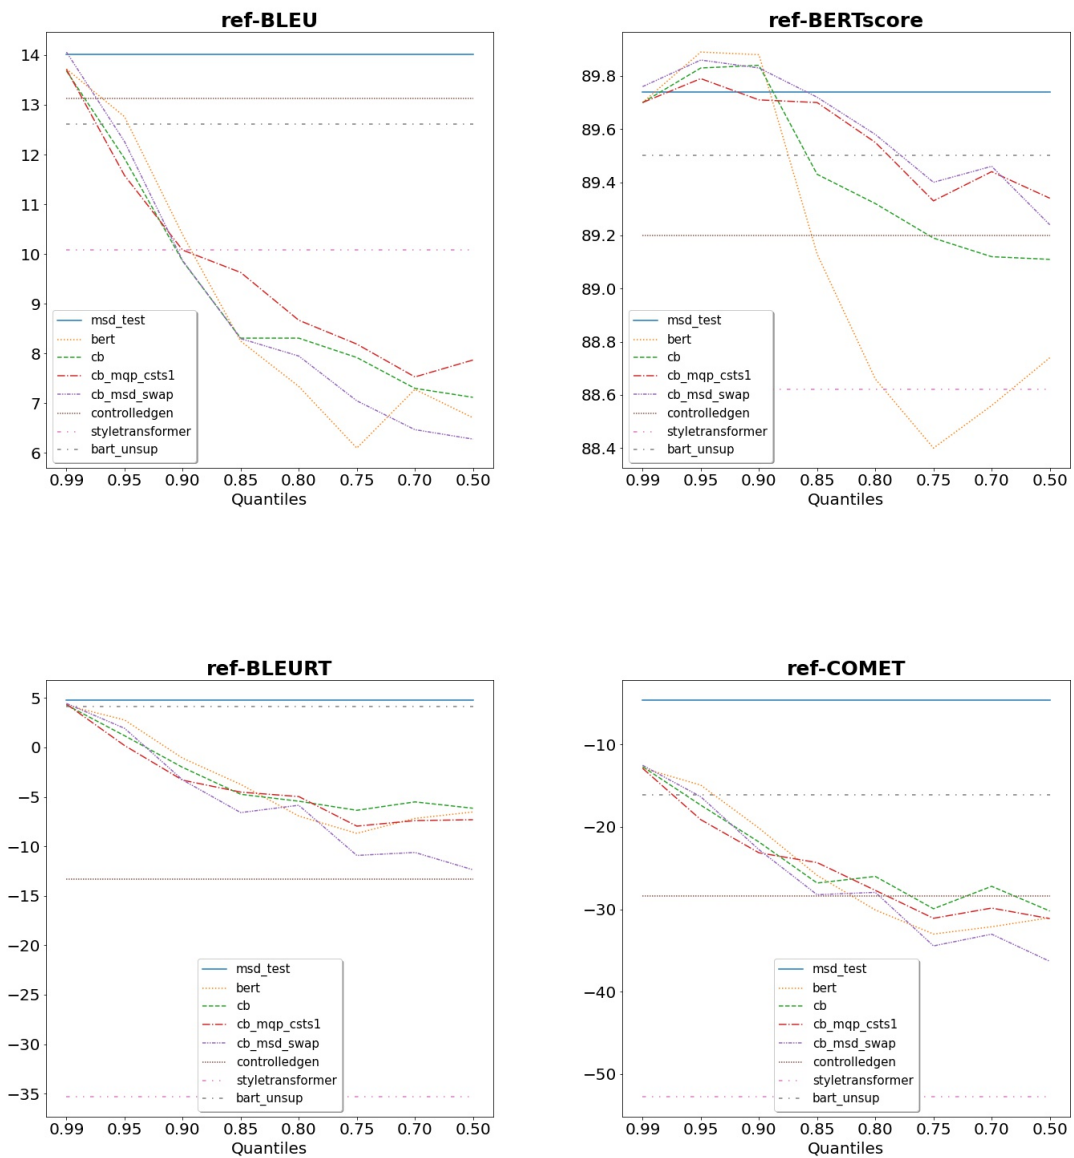 ref-BLEU
14
13
12
11
10
9
8
7
6
msd_test
bert
cb
cb_mqp_csts1
cb_msd_swap
controlledgen
styletransformer
bart_unsup
0.99 0.95 0.90 0.85 0.80 0.75 0.70 0.50
Quantiles
ref-BERTscore
89.8
89.6
89.4
89.2
89.0
88.8
88.6
88.4
msd_test
bert
cb
cb_mqp_csts1
cb_msd_swap
controlledgen
styletransformer
bart_unsup
0.99 0.95 0.90 0.85 0.80 0.75 0.70 0.50
Quantiles
ref-BLEURT
5
0
−5
−10
−15
−20
−25
−30
−35
msd_test
bert
cb
cb_mqp_csts1
cb_msd_swap
controlledgen
styletransformer
bart_unsup
0.99 0.95 0.90 0.85 0.80 0.75 0.70 0.50
Quantiles
ref-COMET
−10
−20
−30
−40
−50
msd_test
bert
cb
cb_mqp_csts1
cb_msd_swap
controlledgen
styletransformer
bart_unsup
0.99 0.95 0.90 0.85 0.80 0.75 0.70 0.50
Quantiles